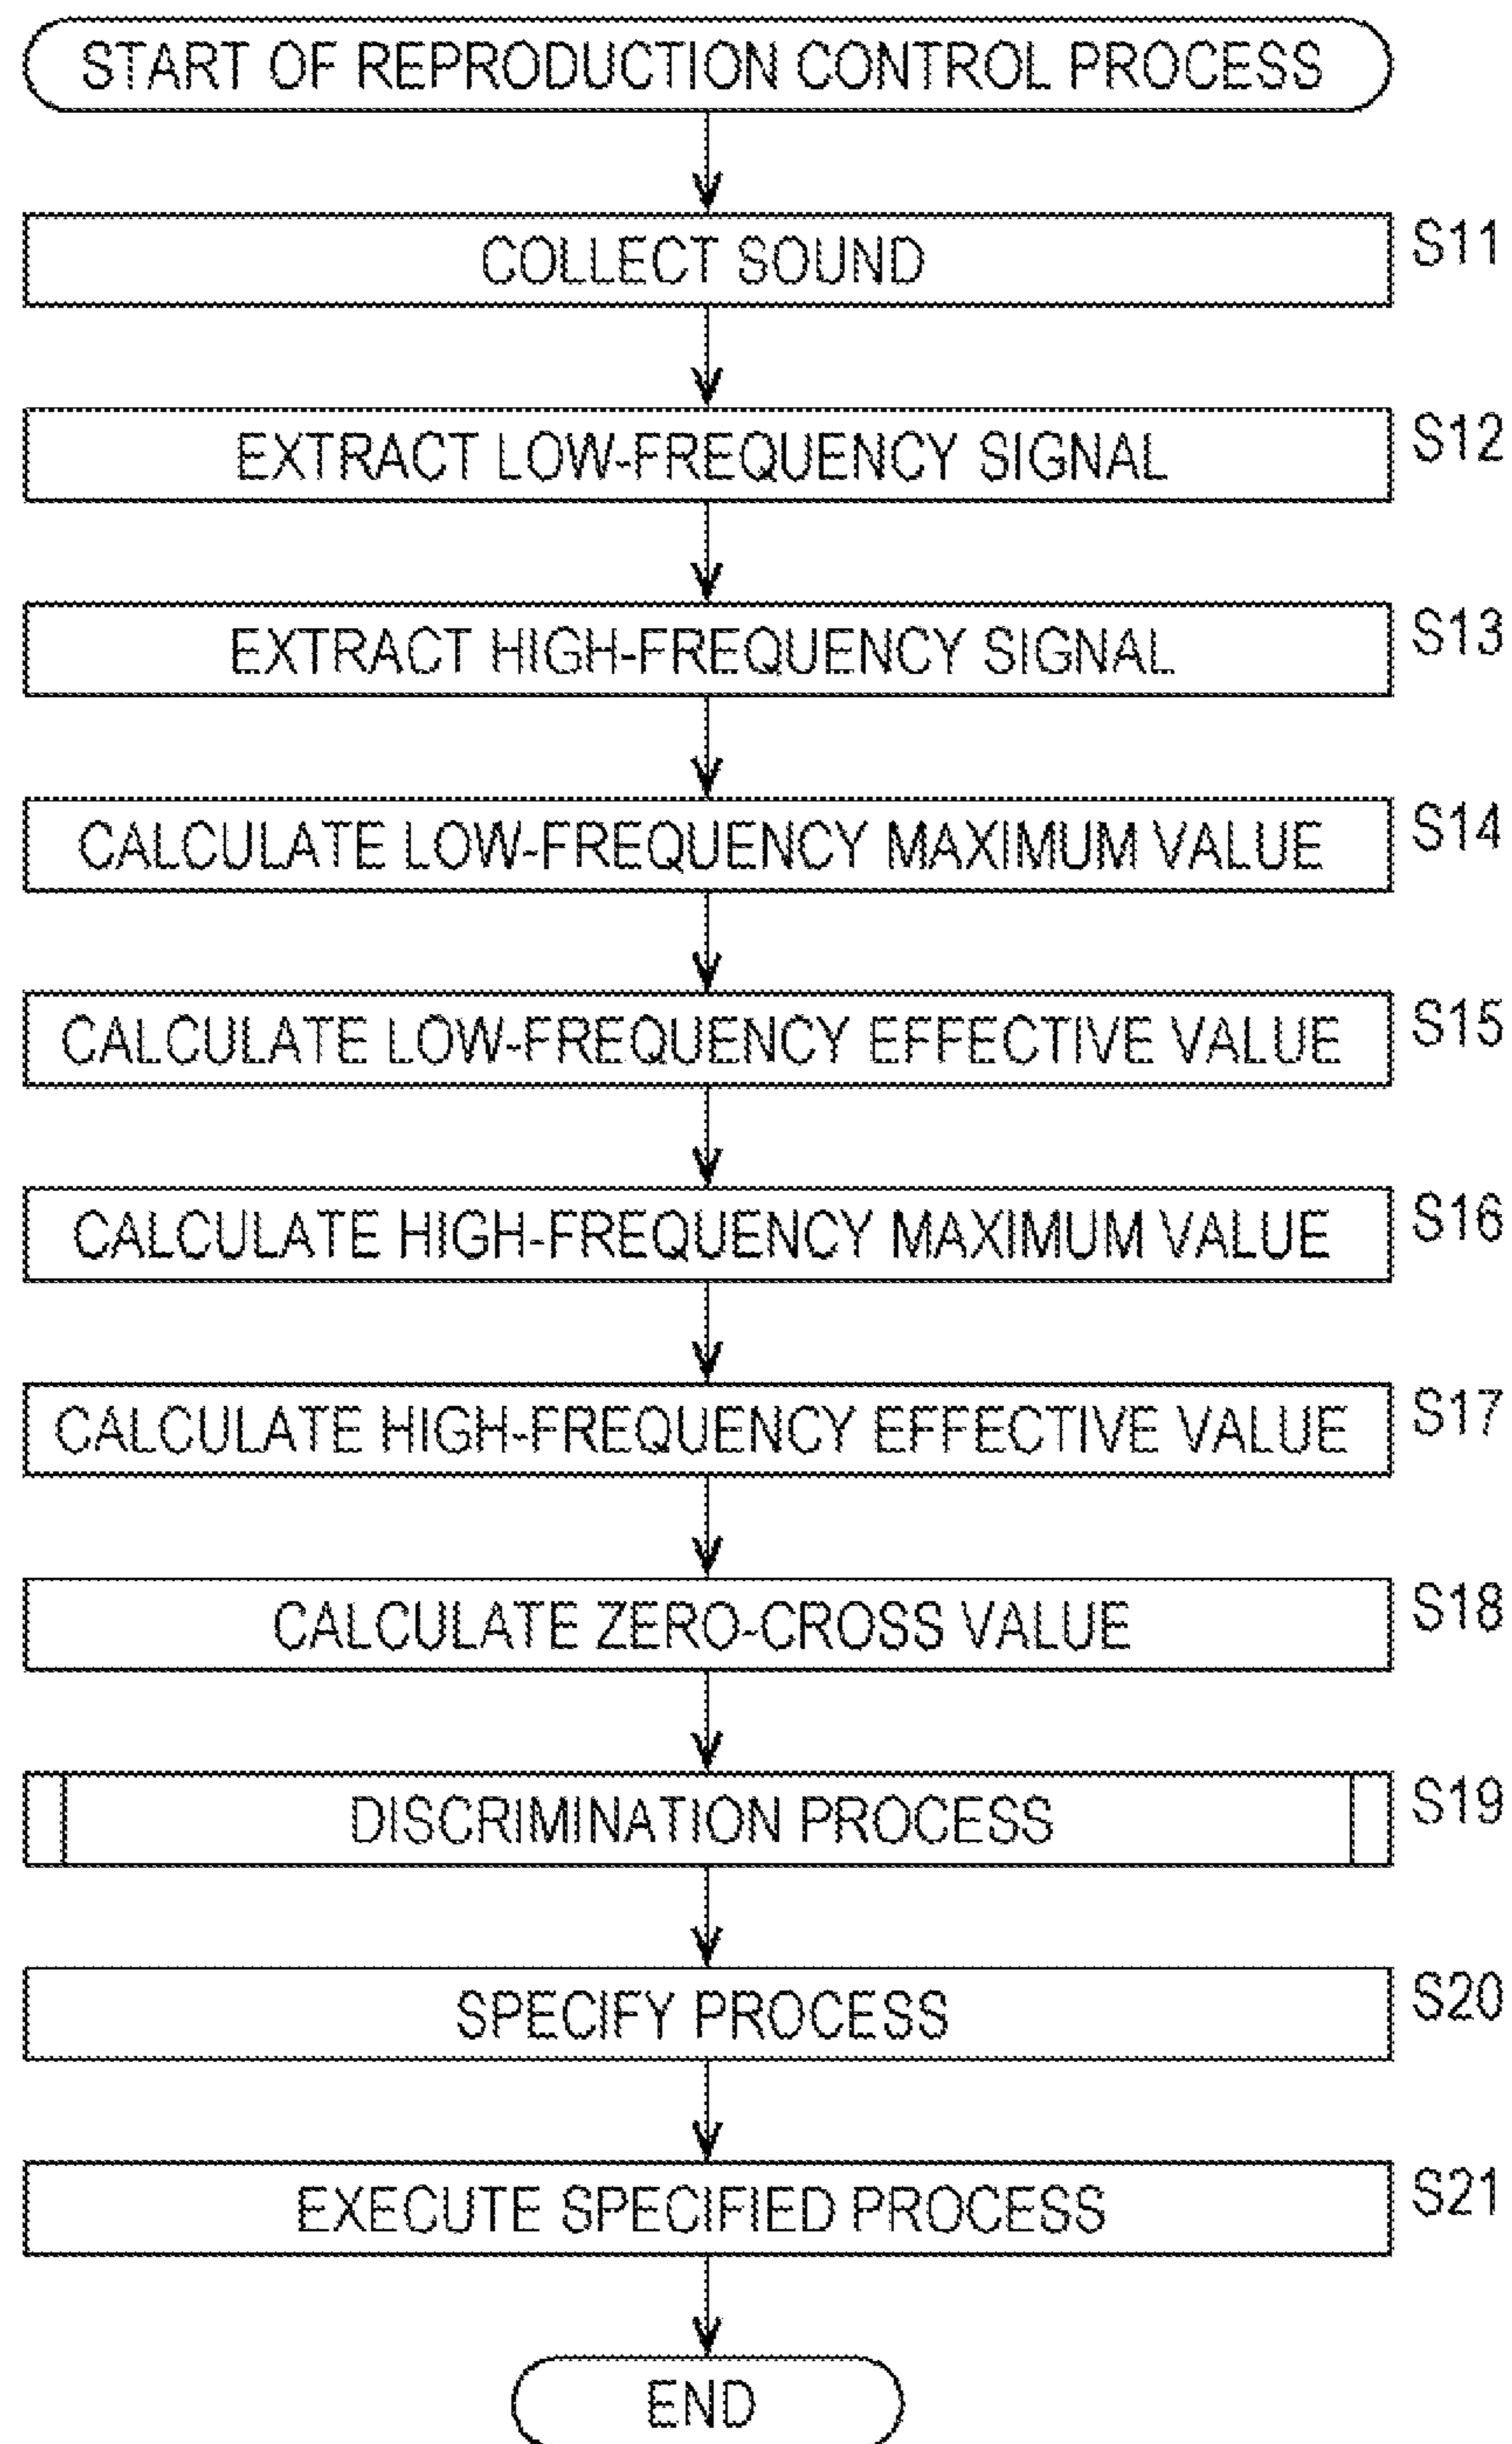 START OF REPRODUCTION CONTROL PROCESS
COLLECT SOUND
S11
EXTRACT LOW-FREQUENCY SIGNAL
S12
EXTRACT HIGH-FREQUENCY SIGNAL
S13
CALCULATE LOW-FREQUENCY MAXIMUM VALUE
S14
CALCULATE LOW-FREQUENCY EFFECTIVE VALUE
S15
CALCULATE HIGH-FREQUENCY MAXIMUM VALUE
S16
CALCULATE HIGH-FREQUENCY EFFECTIVE VALUE
S17
CALCULATE ZERO-CROSS VALUE
S18
DISCRIMINATION PROCESS
S19
SPECIFY PROCESS
S20
EXECUTE SPECIFIED PROCESS
S21
END